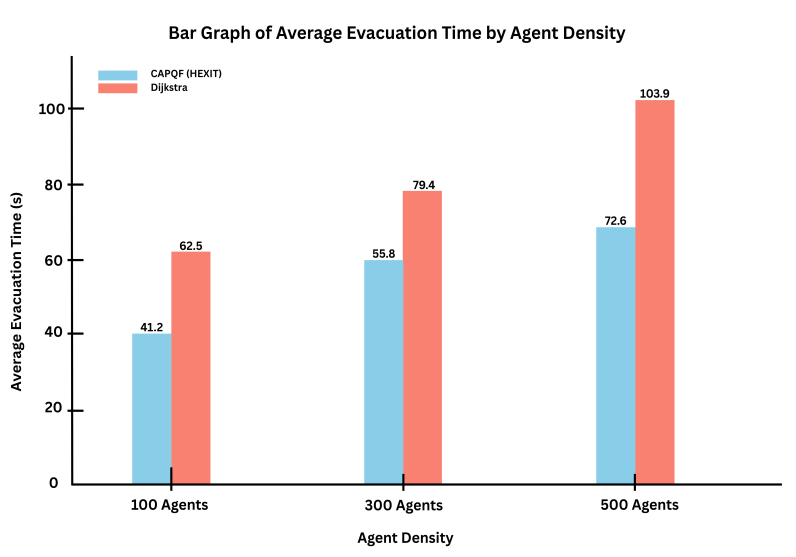 Bar Graph of Average Evacuation Time by Agent Density
CAPQF (HEXIT)
Dijkstra
Average Evacuation Time (s)
100
80
60
40
20
0
41.2
62.5
55.8
79.4
72.6
103.9
100 Agents
300 Agents
500 Agents
Agent Density